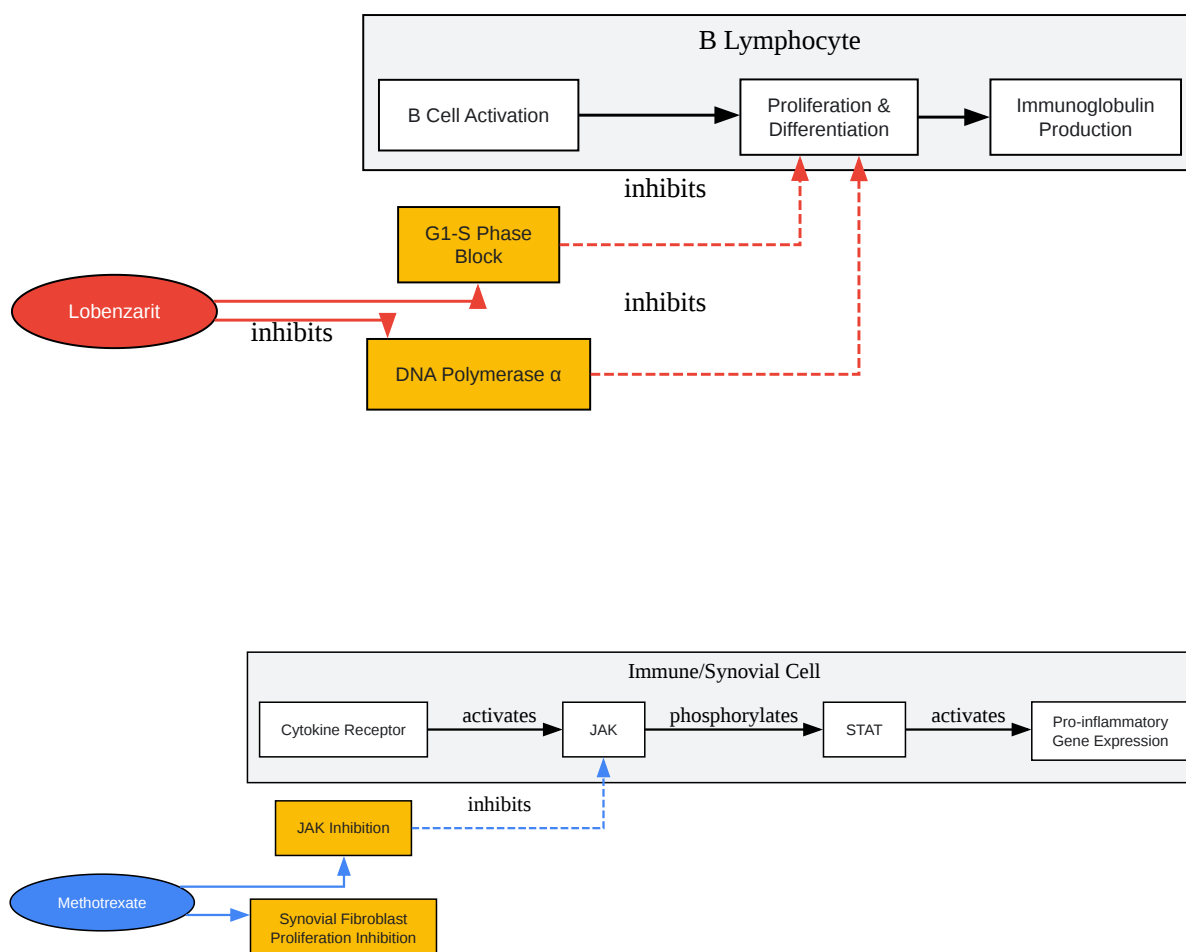 B Lymphocyte
B Cell Activation
Proliferation &
Differentiation
Immunoglobulin
Production
inhibits
G1-S Phase
Block
Lobenzarit
inhibits
inhibits
DNA Polymerase α
Immune/Synovial Cell
Cytokine Receptor
activates
JAK
phosphorylates
STAT
activates
Pro-inflammatory
Gene Expression
inhibits
JAK Inhibition
Methotrexate
Synovial Fibroblast
Proliferation Inhibition